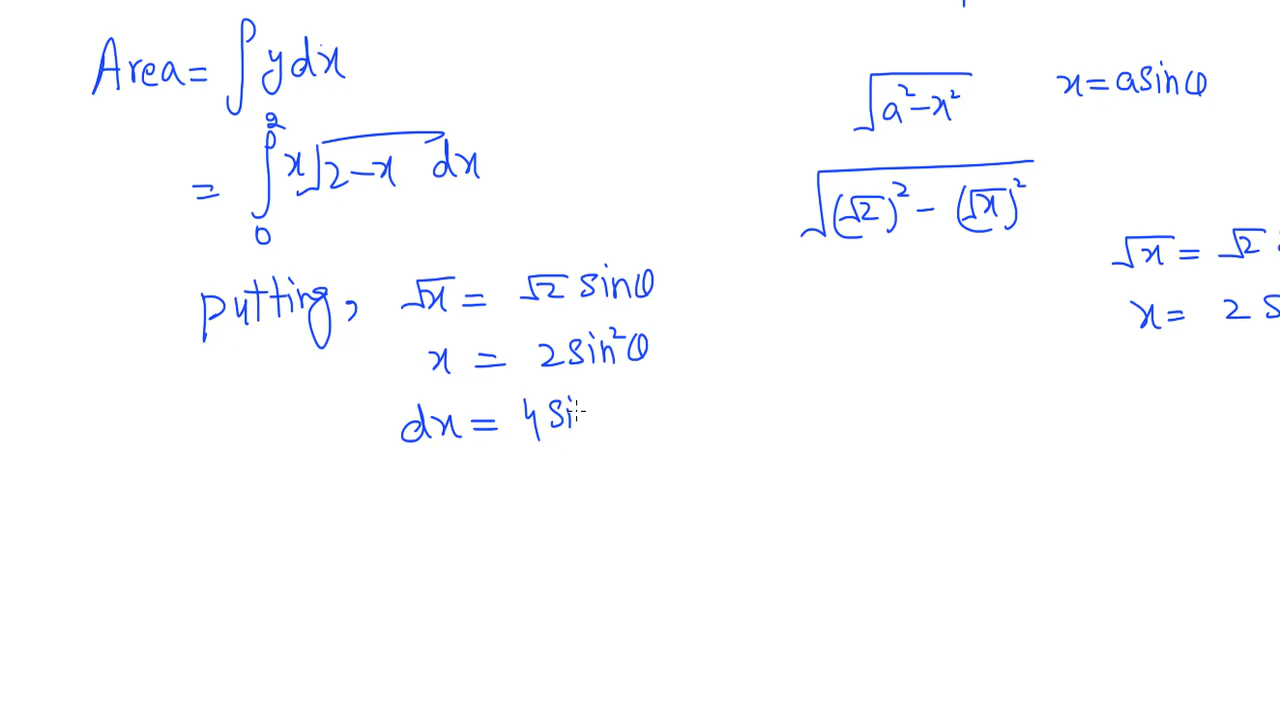 Area = ∫ y dx
= ∫₀² x√(2−x) dx
putting, √x = √2 sinθ
x = 2sin²θ
dx = 4 si
√(a²−x²) x = a sinθ
√((√2)² − (√x)²)
√x = √2
x = 2 S